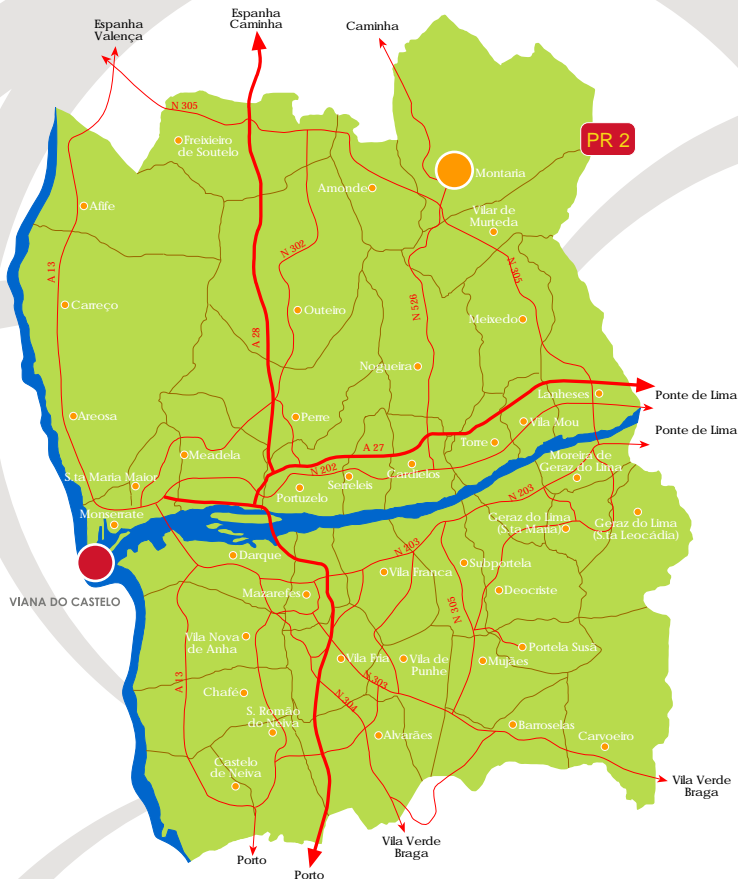 Espanha
Valença
Espanha
Caminha
Caminha
N 305
PR 2
Freixieiro
de Soutelo
Amonde
Montaria
Afife
Vilar de
Murteda
N 302
A 13
N 305
Carreço
Outeiro
N 526
Meixedo
A 28
Nogueira
Lanheses
Ponte de Lima
Areosa
Perre
Vila Mou
Ponte de Lima
Meadela
A 27
Torre
Moreira de
Geraz do Lima
S.ta Maria Maior
N 202
Serreleis
Cardielos
Portuzelo
N 203
Monserrate
Geraz do Lima
(S.ta Maria)
Geraz do Lima
(S.ta Leocádia)
Darque
N 203
Vila Franca
Subportela
VIANA DO CASTELO
Mazarefes
Deocriste
N 305
Vila Nova
de Anha
Vila Fria
Vila de
Punhe
Mujães
Portela Susa
A 13
N 303
Chafé
N 304
S. Romão
do Neiva
Alvarães
Barroselas
Carvoeiro
Castelo
de Neiva
Vila Verde
Braga
Vila Verde
Braga
Porto
Porto